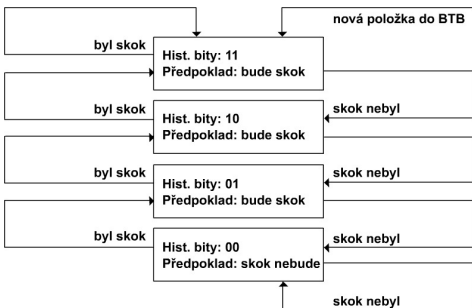 nová položka do BTB
byl skok
Hist. bity: 11
Předpoklad: bude skok
byl skok
skok nebyl
Hist. bity: 10
Předpoklad: bude skok
byl skok
skok nebyl
Hist. bity: 01
Předpoklad: bude skok
byl skok
skok nebyl
Hist. bity: 00
Předpoklad: skok nebude
skok nebyl